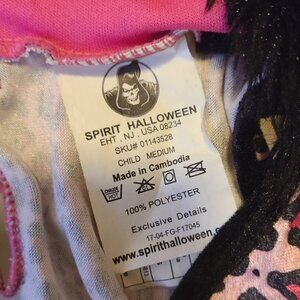 SPIRIT HALLOWEEN
EHT , NJ , USA 08234
SKU# 01143528
CHILD MEDIUM
Made in Cambodia
100% POLYESTER
Exclusive Details
17-04-FG-F17045
www.spirithalloween.c